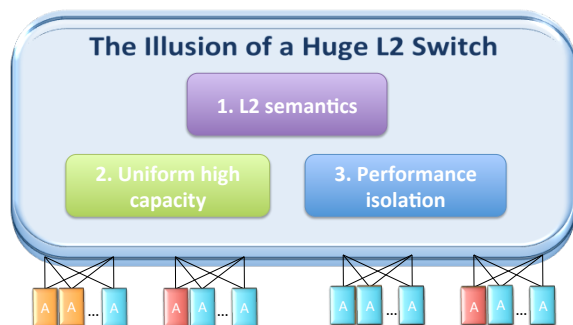 The Illusion of a Huge L2 Switch
1. L2 semantics
2. Uniform high
capacity
3. Performance
isolation
A A ... A
A A ... A
A A ... A
A A ... A